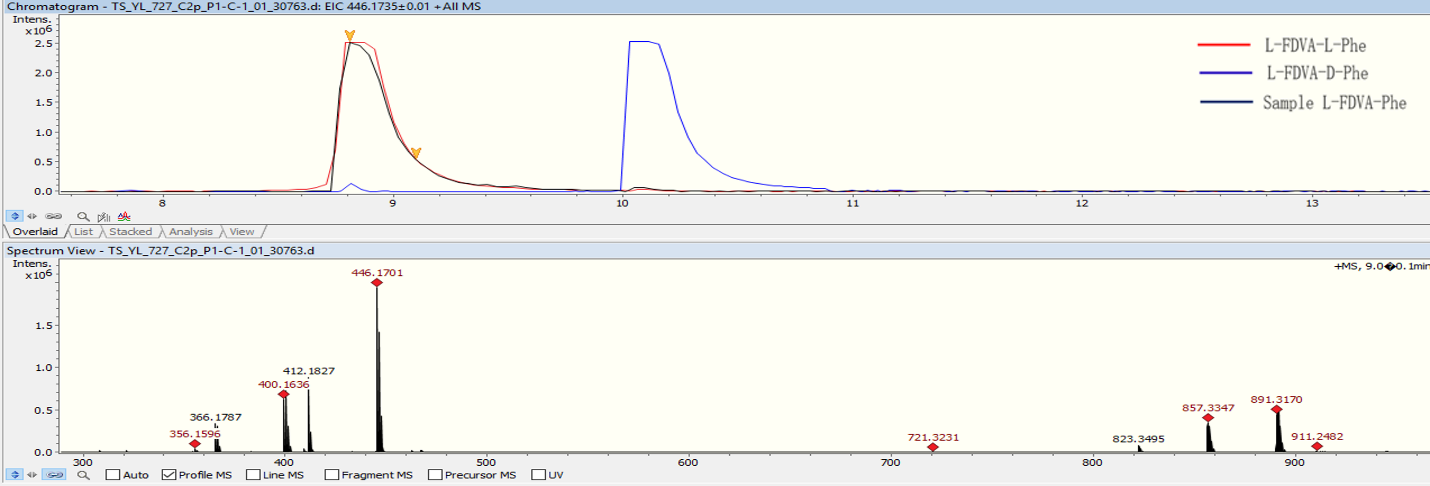 Chromatogram - TS_YL_727_C2p_P1-C-1_01_30763.d: EIC 446.1735±0.01 +All MS
Intens.
x10⁶
2.5
2.0
1.5
1.0
0.5
0.0
L-FDVA-L-Phe
L-FDVA-D-Phe
Sample L-FDVA-Phe
8 9 10 11 12 13
Overlaid List Stacked Analysis View
Spectrum View - TS_YL_727_C2p_P1-C-1_01_30763.d
Intens.
x10⁶
+MS, 9.0�0.1min
446.1701
1.5
1.0
0.5
0.0
412.1827
400.1636
366.1787
356.1596
721.3231
823.3495
857.3347
891.3170
911.2482
300 400 500 600 700 800 900
Auto Profile MS Line MS Fragment MS Precursor MS UV